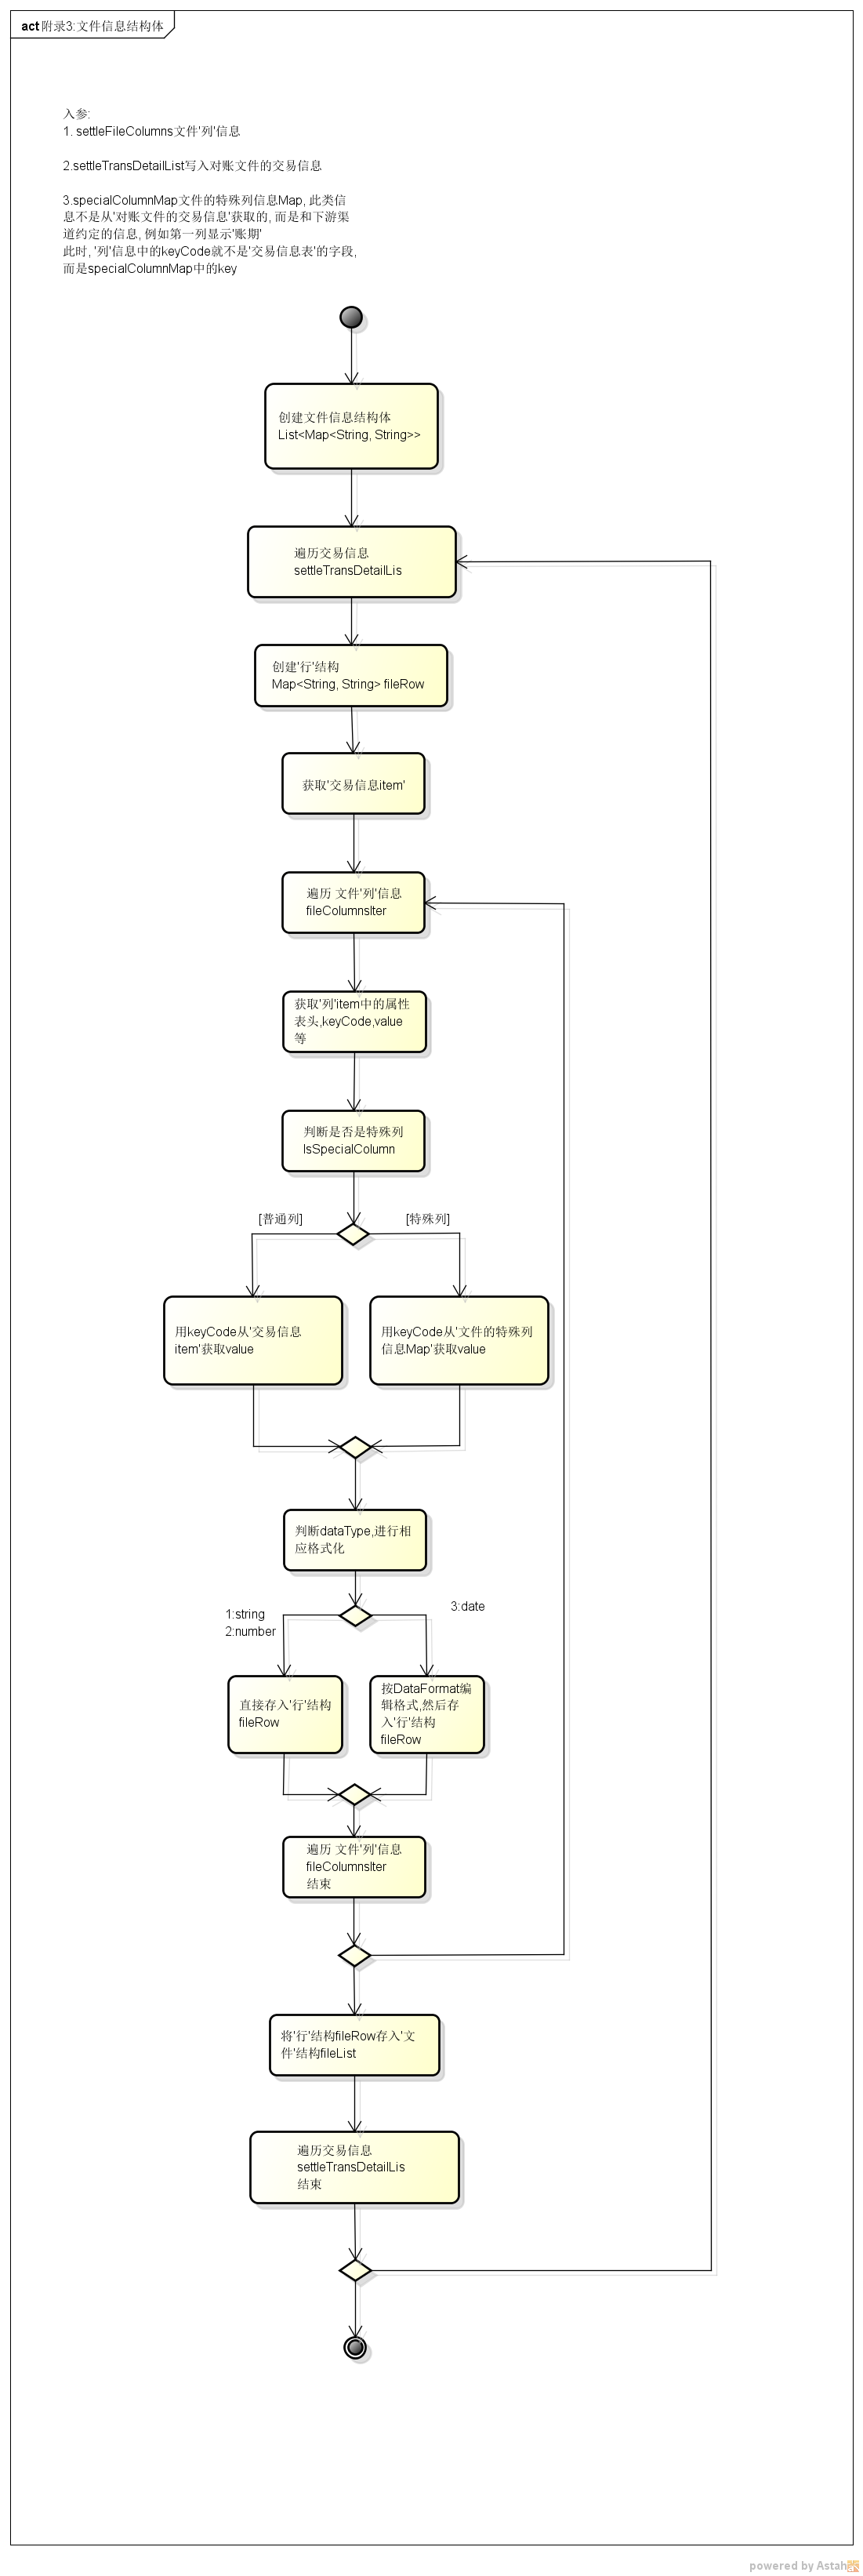 act 附录3:文件信息结构体
入参:
1. settleFileColumns文件'列'信息
2.settleTransDetailList写入对账文件的交易信息
3.specialColumnMap文件的特殊列信息Map, 此类信
息不是从'对账文件的交易信息'获取的, 而是和下游渠
道约定的信息, 例如第一列显示'账期'
此时, '列'信息中的keyCode就不是'交易信息表'的字段,
而是specialColumnMap中的key
创建文件信息结构体
List<Map<String, String>>
遍历交易信息
settleTransDetailLis
创建'行'结构
Map<String, String> fileRow
获取'交易信息item'
遍历 文件'列'信息
fileColumnsIter
获取'列'item中的属性
表头,keyCode,value
等
判断是否是特殊列
IsSpecialColumn
[普通列]
[特殊列]
用keyCode从'交易信息
item'获取value
用keyCode从'文件的特殊列
信息Map'获取value
判断dataType,进行相
应格式化
1:string
2:number
3:date
直接存入'行'结构
fileRow
按DataFormat编
辑格式,然后存
入'行'结构
fileRow
遍历 文件'列'信息
fileColumnsIter
结束
将'行'结构fileRow存入'文
件'结构fileList
遍历交易信息
settleTransDetailLis
结束
powered by Astah